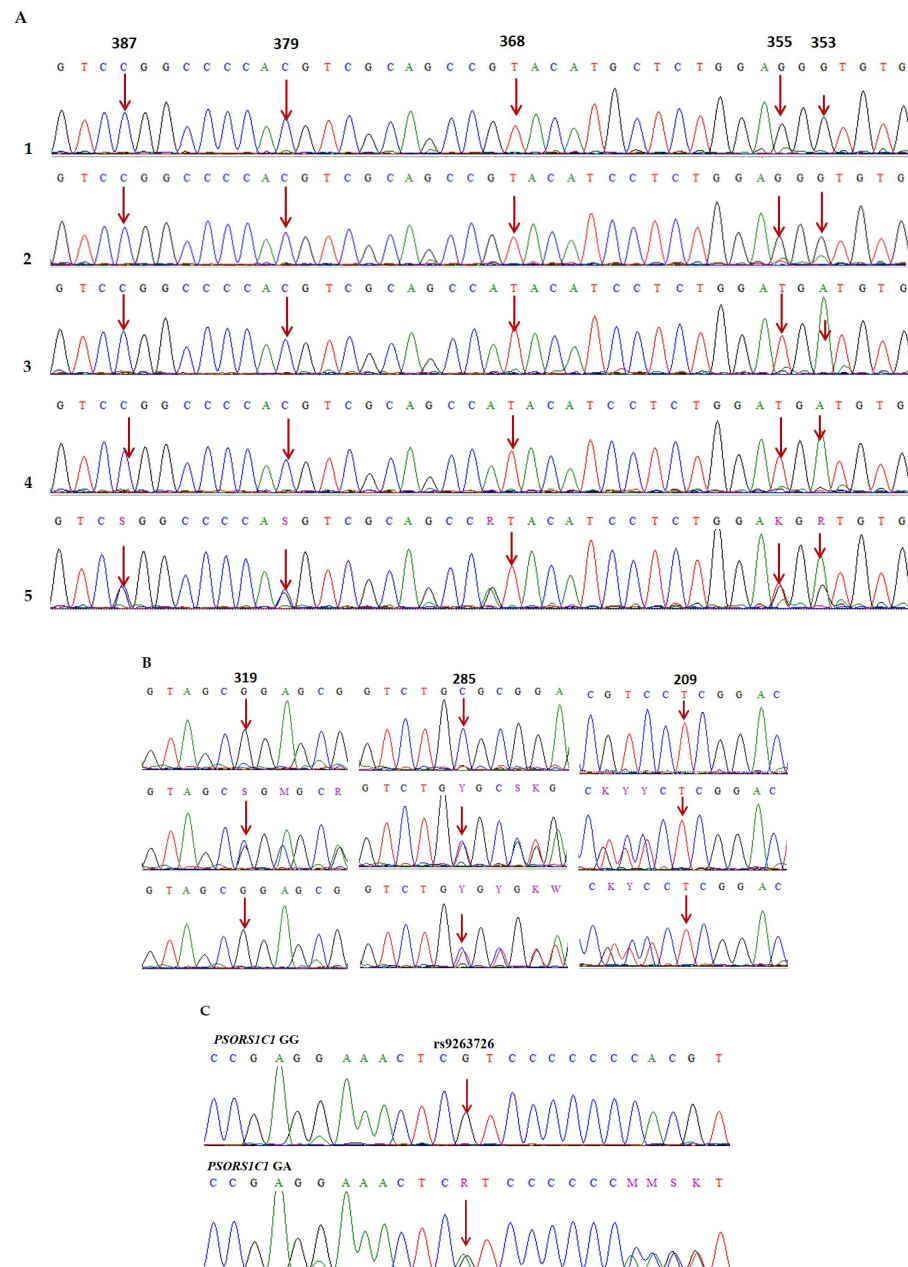 A
387 379 368 355 353
G T C C G G C C C C A C G T C G C A G C C G T A C A T G C T C T G G A G G G T G T G
1
G T C C G G C C C C A C G T C G C A G C C G T A C A T C C T C T G G A G G G T G T G
2
G T C C G G C C C C A C G T C G C A G C C A T A C A T C C T C T G G A T G A T G T G
3
G T C C G G C C C C A C G T C G C A G C C A T A C A T C C T C T G G A T G A T G T G
4
G T C S G G C C C C A S G T C G C A G C C R T A C A T C C T C T G G A K G R T G T G
5
B
319 285 209
G T A G C G G A G C G G T C T G C G C G G A C G T C C T C G G A C
G T A G C S G M G C R G T C T G Y G C S K G C K Y Y C T C G G A C
G T A G C G G A G C G G T C T G Y G Y G K W C K Y C C T C G G A C
C
PSORS1C1 GG rs9263726
C C G A G G A A A C T C G T C C C C C C C A C G T
PSORS1C1 GA
C C G A G G A A A C T C R T C C C C C C M M S K T